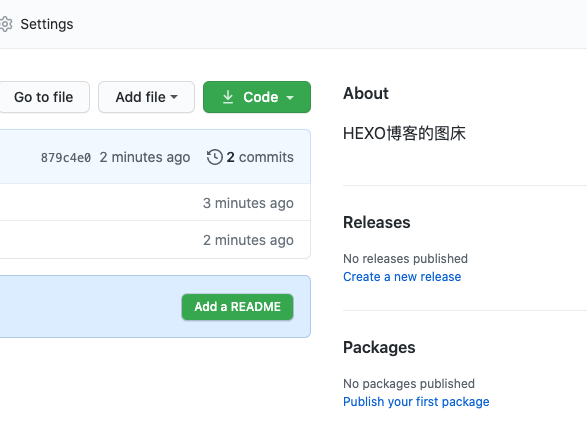 Settings
Go to file Add file Code
About
HEXO博客的图床
879c4e0 2 minutes ago 2 commits
3 minutes ago
2 minutes ago
Releases
No releases published
Create a new release
Add a README
Packages
No packages published
Publish your first package